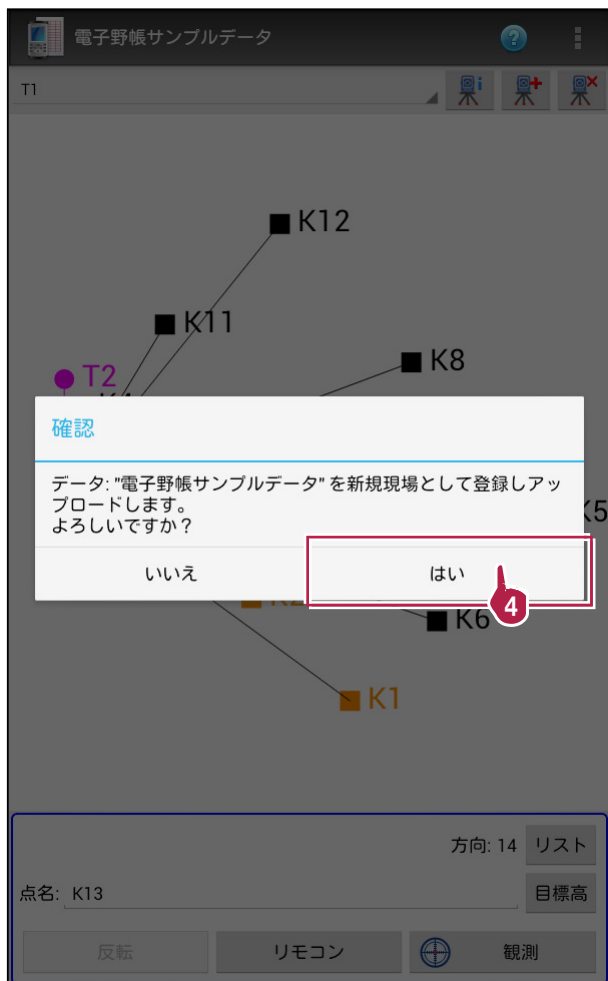 電子野帳サンプルデータ
T1
K12
K11
K8
T2
確認
データ: "電子野帳サンプルデータ" を新規現場として登録しアッ
プロードします。
よろしいですか？
K5
いいえ
はい
4
K6
K1
方向: 14 リスト
点名: K13 目標高
反転 リモコン 観測